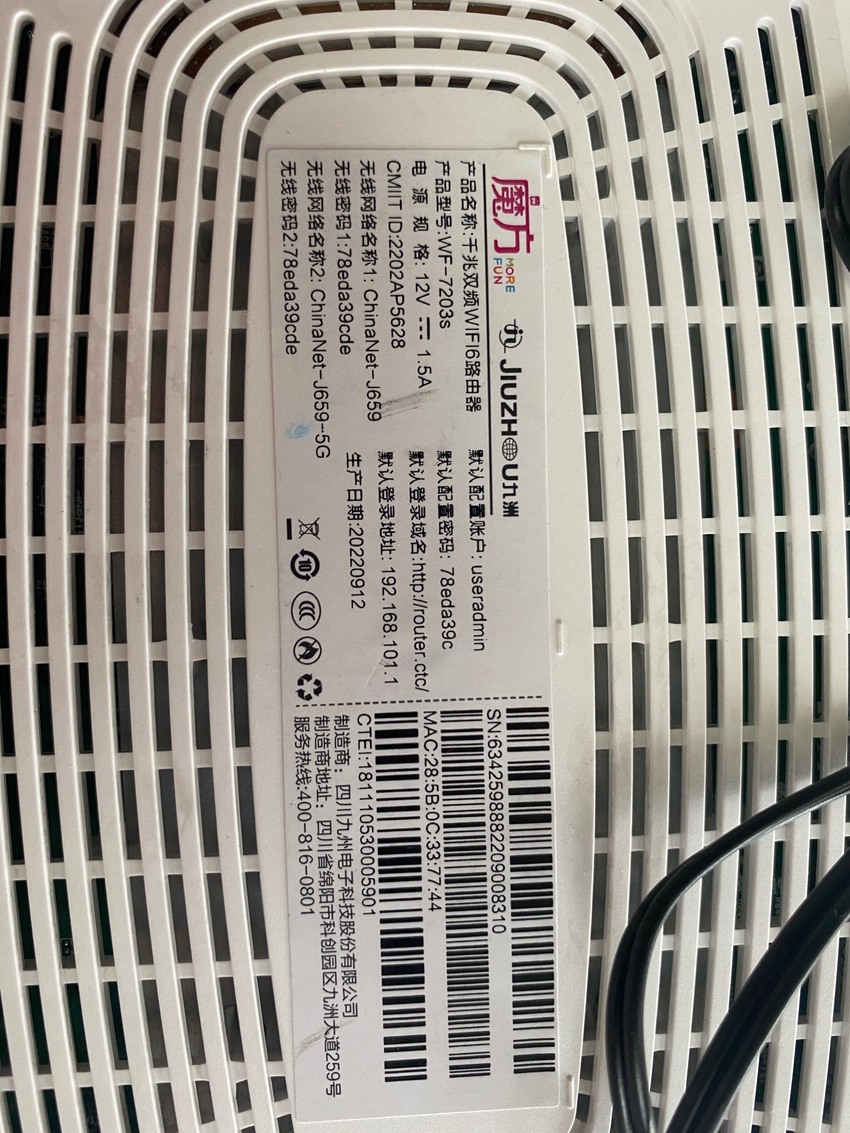 魔方
MORE
FUN
JIUZHOU九洲
产品名称:千兆双频WIFI6路由器
产品型号:WF-7203s
电 源 规 格: 12V 1.5A
CMIIT ID:2202AP5628
无线网络名称1: ChinaNet-J659
无线密码1:78eda39cde
无线网络名称2: ChinaNet-J659-5G
无线密码2:78eda39cde
默认配置账户: useradmin
默认配置密码: 78eda39c
默认登录域名:http://router.ctc/
默认登录地址: 192.168.101.1
生产日期:20220912
10
SN:6342598882209008310
MAC:28:5B:0C:33:77:44
CTEI:181110530005901
制造商: 四川九州电子科技股份有限公司
制造商地址: 四川省绵阳市科创园区九洲大道259号
服务热线:400-816-0801